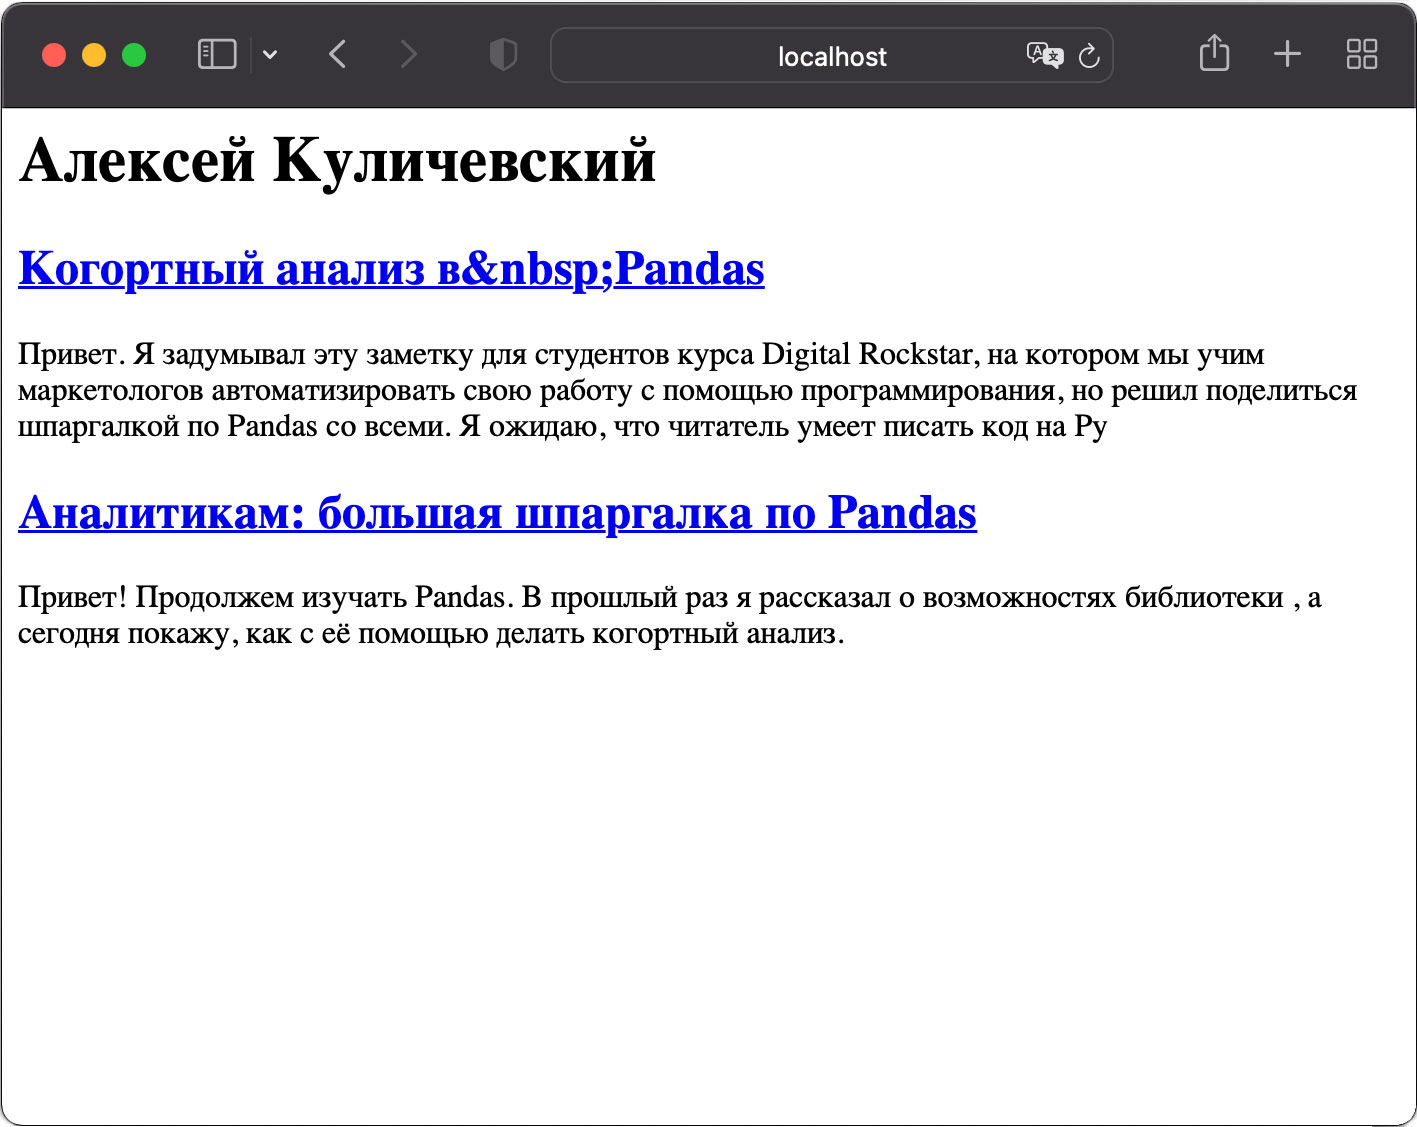 localhost
Алексей Куличевский
Когортный анализ в&nbsp;Pandas
Привет. Я задумывал эту заметку для студентов курса Digital Rockstar, на котором мы учим
маркетологов автоматизировать свою работу с помощью программирования, но решил поделиться
шпаргалкой по Pandas со всеми. Я ожидаю, что читатель умеет писать код на Py
Аналитикам: большая шпаргалка по Pandas
Привет! Продолжем изучать Pandas. В прошлый раз я рассказал о возможностях библиотеки , а
сегодня покажу, как с её помощью делать когортный анализ.